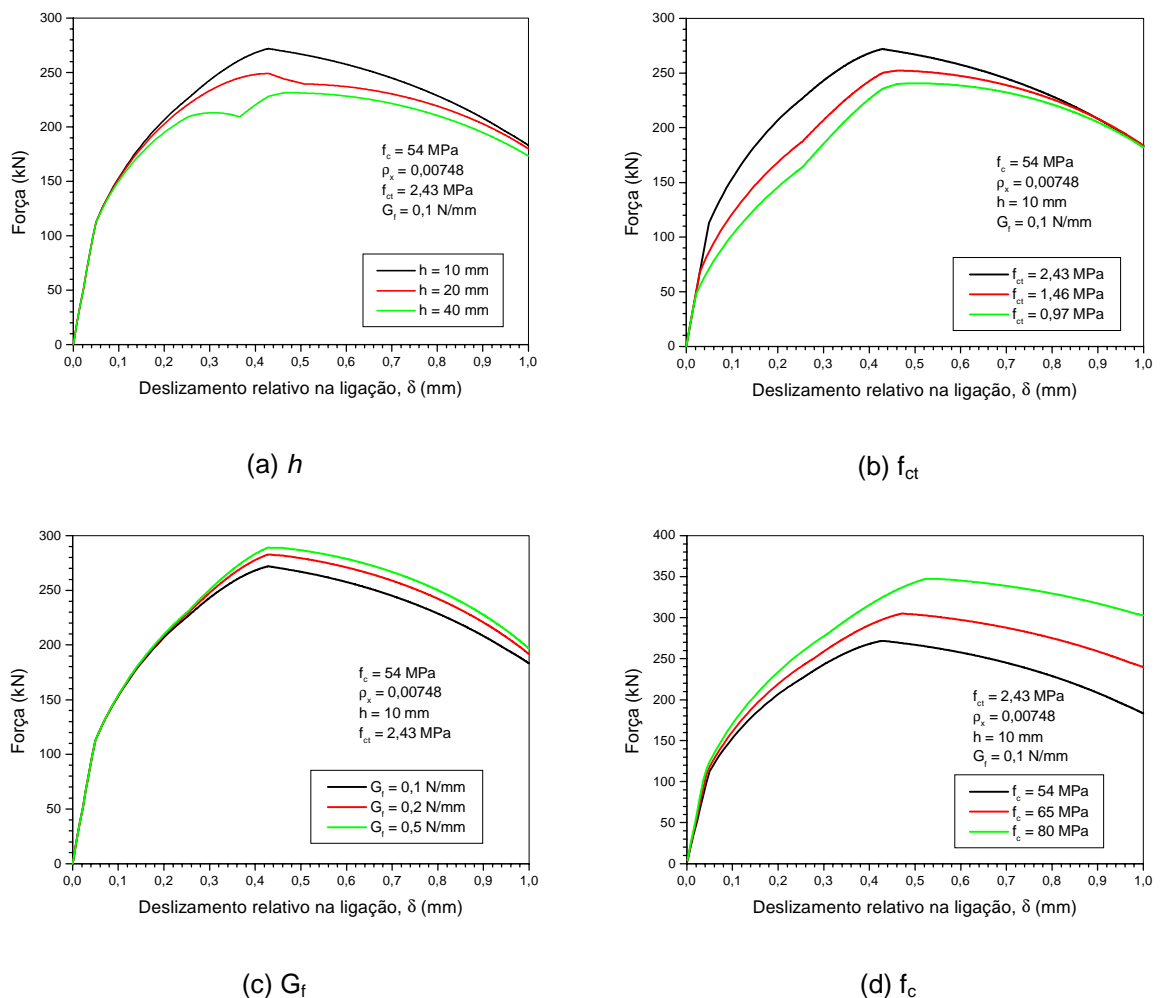 300
250
200
150
100
50
0
Força (kN)
f_c = 54 MPa
ρ_x = 0,00748
f_ct = 2,43 MPa
G_f = 0,1 N/mm
h = 10 mm
h = 20 mm
h = 40 mm
0,0 0,1 0,2 0,3 0,4 0,5 0,6 0,7 0,8 0,9 1,0
Deslizamento relativo na ligação, δ (mm)
(a) h
300
250
200
150
100
50
0
Força (kN)
f_c = 54 MPa
ρ_x = 0,00748
h = 10 mm
G_f = 0,1 N/mm
f_ct = 2,43 MPa
f_ct = 1,46 MPa
f_ct = 0,97 MPa
0,0 0,1 0,2 0,3 0,4 0,5 0,6 0,7 0,8 0,9 1,0
Deslizamento relativo na ligação, δ (mm)
(b) f_ct
300
250
200
150
100
50
0
Força (kN)
f_c = 54 MPa
ρ_x = 0,00748
h = 10 mm
f_ct = 2,43 MPa
G_f = 0,1 N/mm
G_f = 0,2 N/mm
G_f = 0,5 N/mm
0,0 0,1 0,2 0,3 0,4 0,5 0,6 0,7 0,8 0,9 1,0
Deslizamento relativo na ligação, δ (mm)
(c) G_f
400
350
300
250
200
150
100
50
0
Força (kN)
f_ct = 2,43 MPa
ρ_x = 0,00748
h = 10 mm
G_f = 0,1 N/mm
f_c = 54 MPa
f_c = 65 MPa
f_c = 80 MPa
0,0 0,1 0,2 0,3 0,4 0,5 0,6 0,7 0,8 0,9 1,0
Deslizamento relativo na ligação, δ (mm)
(d) f_c